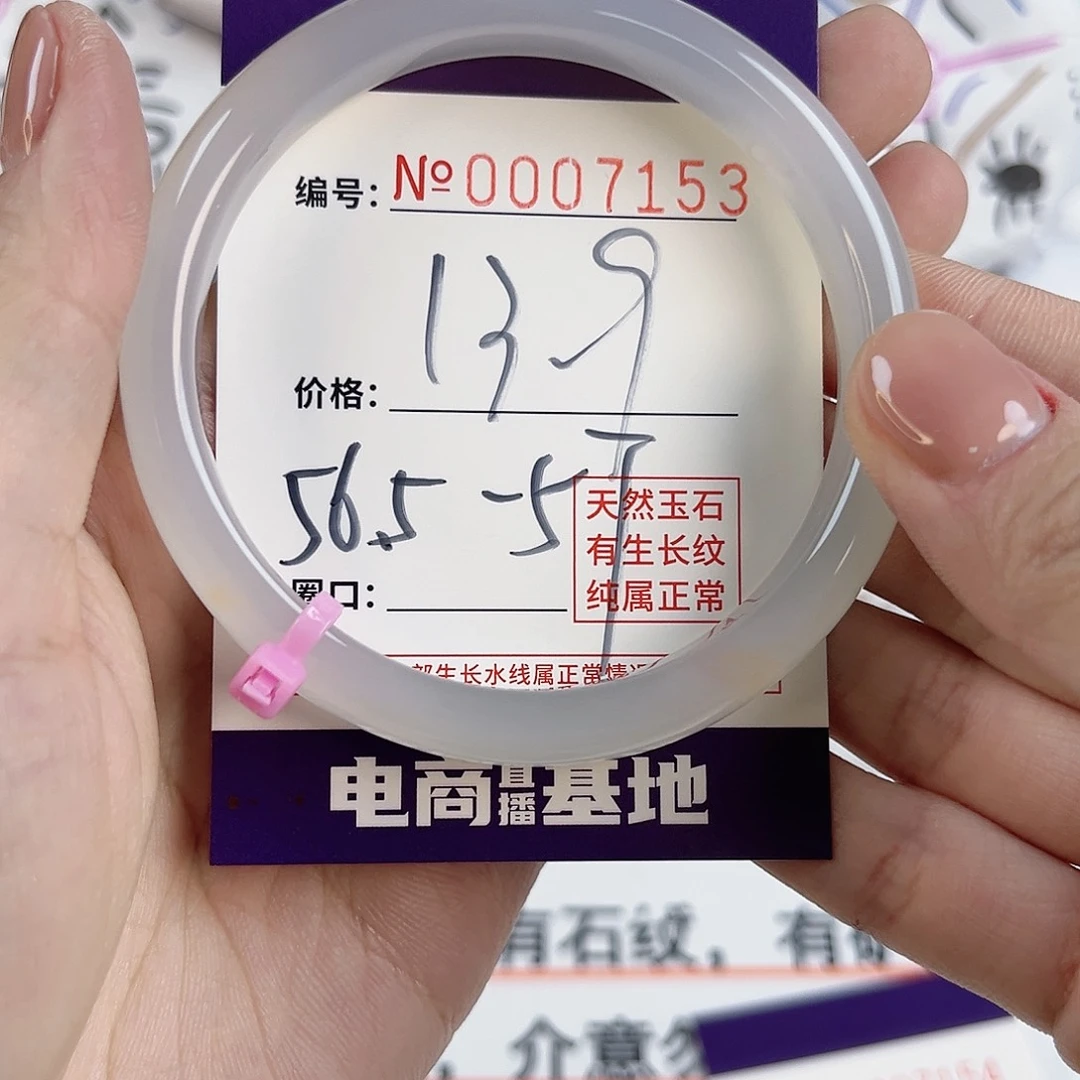 编号: №0007153
139
价格:
56.5-57
圈口:
天然玉石
有生长纹
纯属正常
部生长水线属正常情况
电商直播基地
有石纹，有
，介意勿